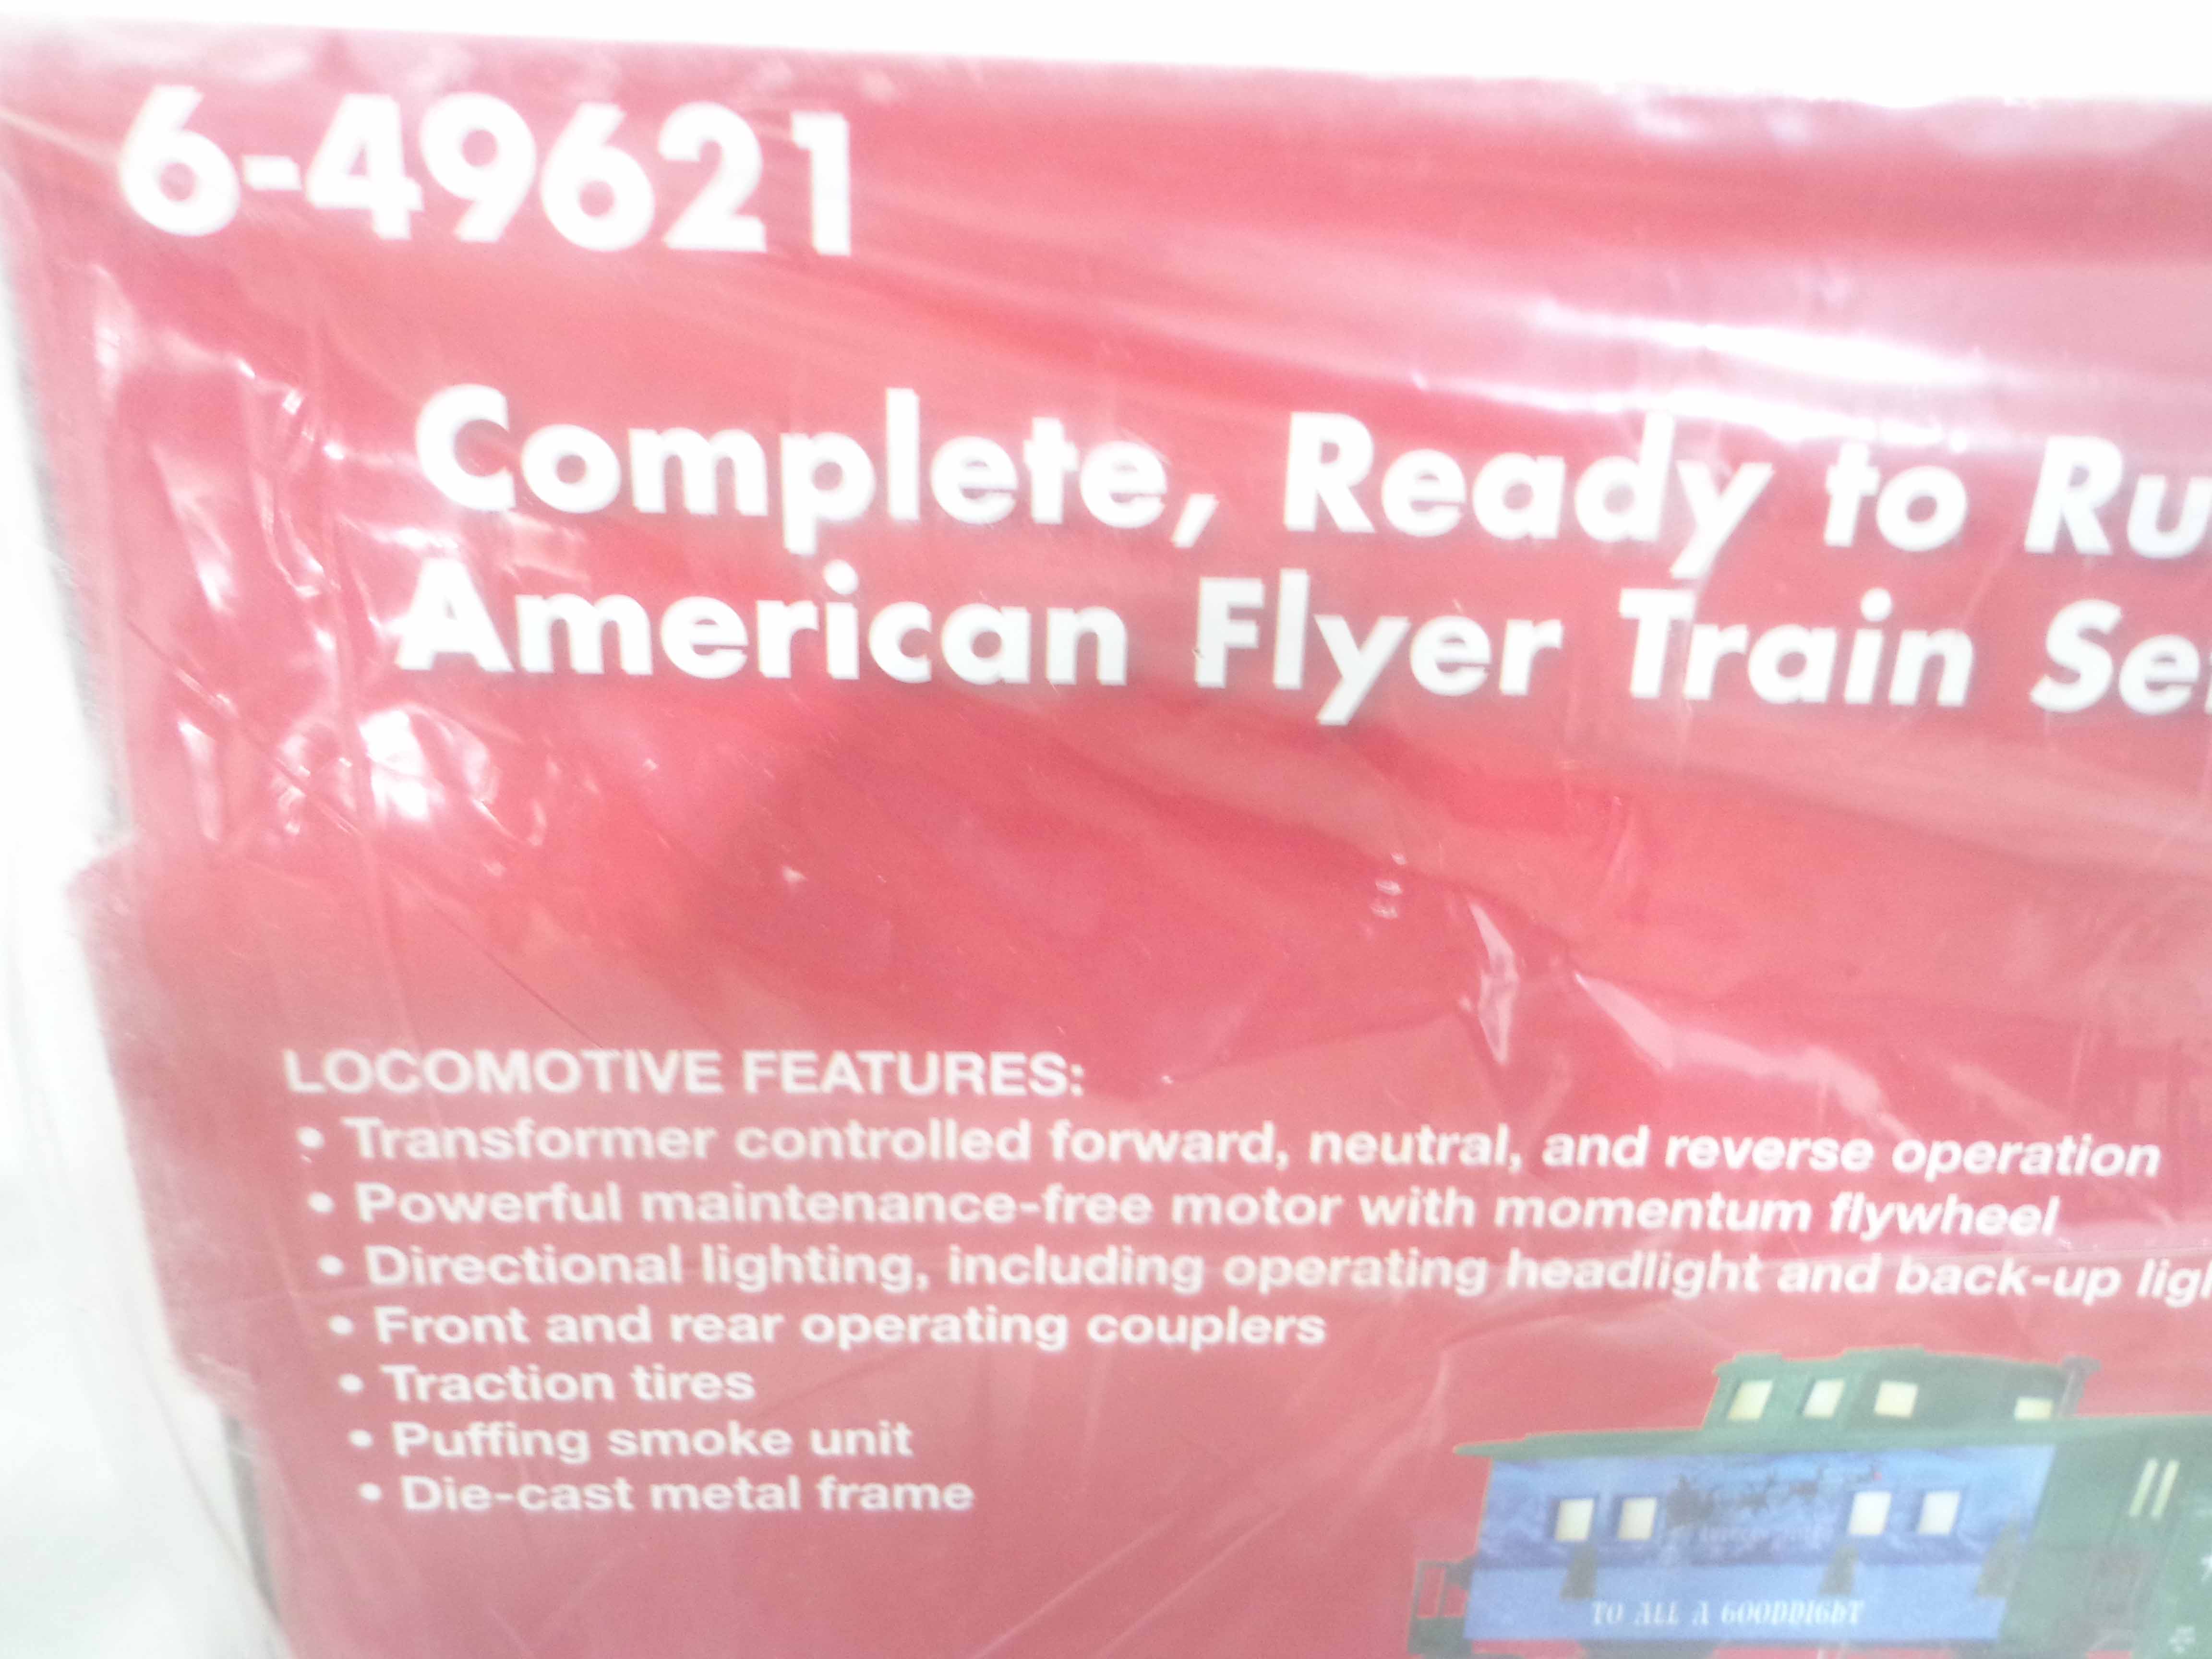 6-49621
Complete, Ready to Ru
American Flyer Train Se
LOCOMOTIVE FEATURES:
• Transformer controlled forward, neutral, and reverse operation
• Powerful maintenance-free motor with momentum flywheel
• Directional lighting, including operating headlight and back-up lig
• Front and rear operating couplers
• Traction tires
• Puffing smoke unit
• Die-cast metal frame
TO ALL A GOODNIGHT